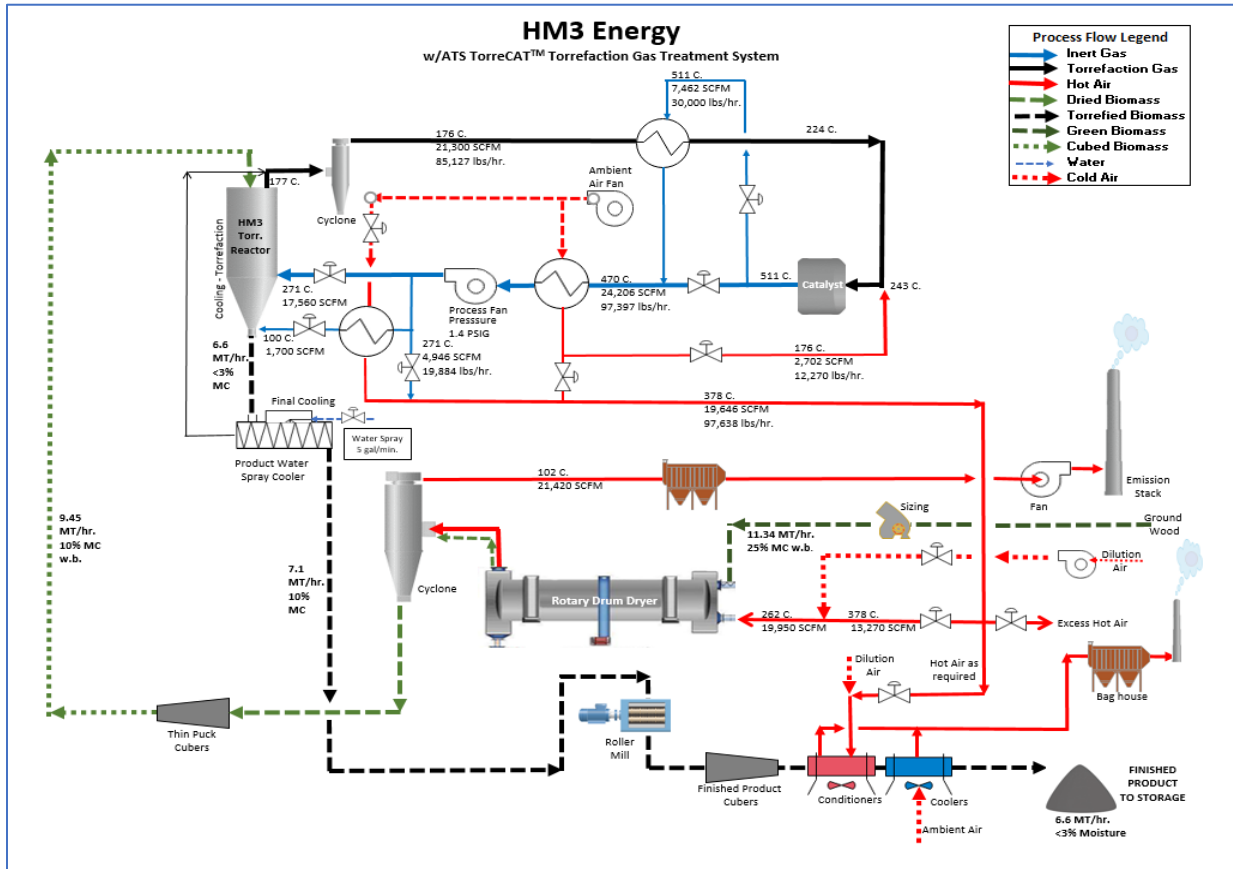 HM3 Energy
w/ATS TorreCAT™ Torrefaction Gas Treatment System
Process Flow Legend
Inert Gas
Torrefaction Gas
Hot Air
Dried Biomass
Torrefied Biomass
Green Biomass
Cubed Biomass
Water
Cold Air
511 C.
7,462 SCFM
30,000 lbs/hr.
176 C.
21,300 SCFM
85,127 lbs/hr.
224 C.
177 C.
Cyclone
Ambient
Air Fan
HM3
Torr.
Reactor
Cooling - Torrefaction
271 C.
17,560 SCFM
Process Fan
Presssure
1.4 PSIG
470 C.
24,206 SCFM
97,397 lbs/hr.
511 C.
Catalyst
243 C.
100 C.
1,700 SCFM
271 C.
4,946 SCFM
19,884 lbs/hr.
176 C.
2,702 SCFM
12,270 lbs/hr.
6.6
MT/hr.
<3%
MC
378 C.
19,646 SCFM
97,638 lbs/hr.
Final Cooling
Water Spray
5 gal/min.
Product Water
Spray Cooler
102 C.
21,420 SCFM
Fan
Emission
Stack
Sizing
Ground
Wood
11.34 MT/hr.
25% MC w.b.
9.45
MT/hr.
10% MC
w.b.
7.1
MT/hr.
10%
MC
Cyclone
Rotary Drum Dryer
Dilution
Air
262 C.
19,950 SCFM
378 C.
13,270 SCFM
Excess Hot Air
Dilution
Air
Hot Air as
required
Bag house
Thin Puck
Cubers
Roller
Mill
Finished Product
Cubers
Conditioners
Coolers
Ambient Air
FINISHED
PRODUCT
TO STORAGE
6.6 MT/hr.
<3% Moisture